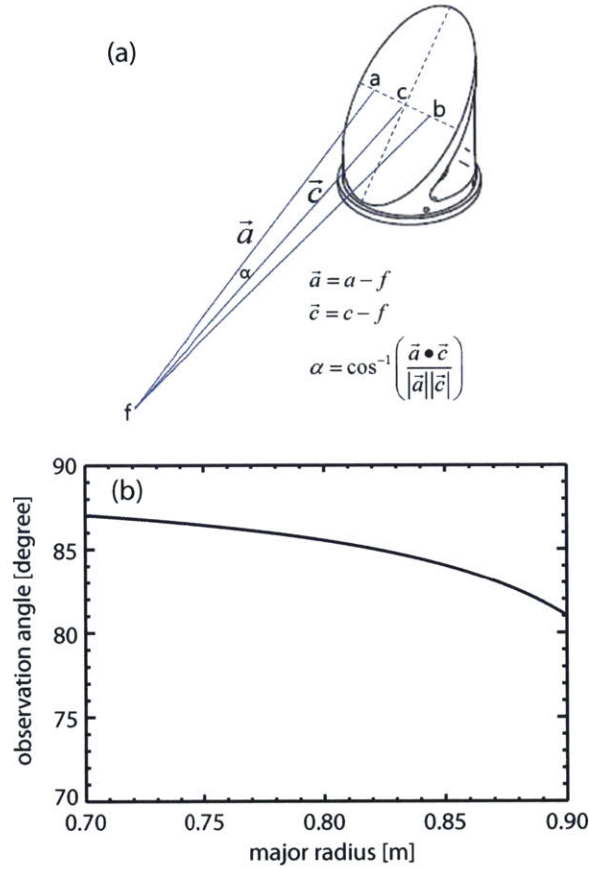 (a)
a
c
b
a⃗
c⃗
α
f
a⃗ = a − f
c⃗ = c − f
α = cos⁻¹(a⃗ • c⃗ / |a⃗||c⃗|)
(b)
observation angle [degree]
90
85
80
75
70
0.70 0.75 0.80 0.85 0.90
major radius [m]